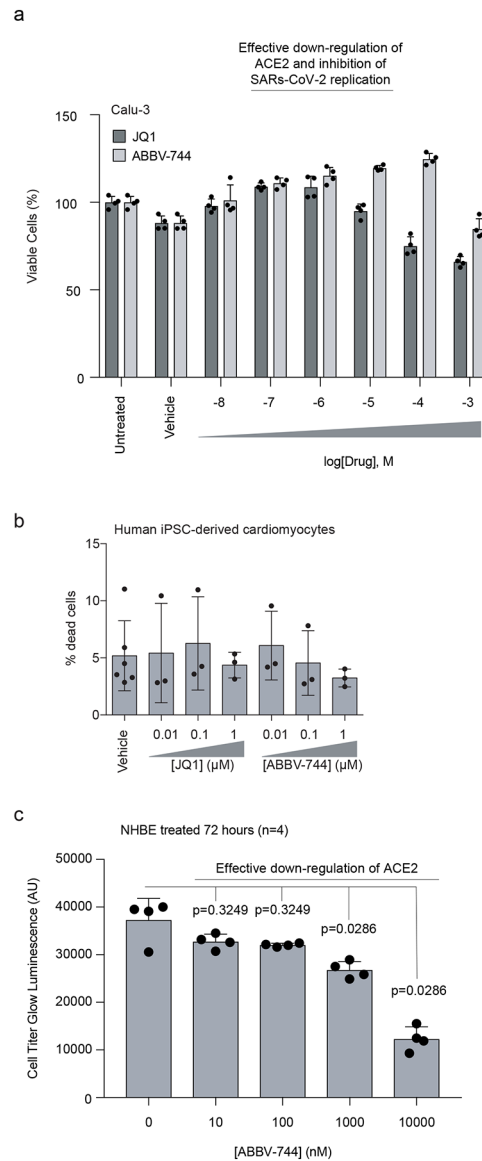 a
Effective down-regulation of
ACE2 and inhibition of
SARs-CoV-2 replication
150
100
50
0
Viable Cells (%)
Calu-3
JQ1
ABBV-744
Untreated
Vehicle
-8
-7
-6
-5
-4
-3
log[Drug], M
b
Human iPSC-derived cardiomyocytes
15
10
5
0
% dead cells
Vehicle
0.01
0.1
1
0.01
0.1
1
[JQ1] (µM)
[ABBV-744] (µM)
c
NHBE treated 72 hours (n=4)
50000
40000
30000
20000
10000
0
Cell Titer Glow Luminescence (AU)
Effective down-regulation of ACE2
p=0.3249
p=0.3249
p=0.0286
p=0.0286
0
10
100
1000
10000
[ABBV-744] (nM)